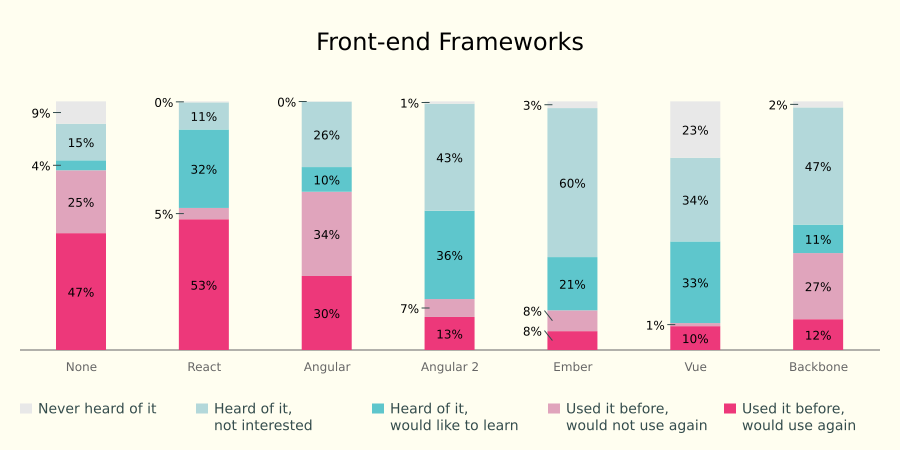 Front-end Frameworks
9%
15%
4%
25%
47%
None
0%
11%
32%
5%
53%
React
0%
26%
10%
34%
30%
Angular
1%
43%
36%
7%
13%
Angular 2
3%
60%
21%
8%
8%
Ember
23%
34%
33%
1%
10%
Vue
2%
47%
11%
27%
12%
Backbone
Never heard of it
Heard of it,
not interested
Heard of it,
would like to learn
Used it before,
would not use again
Used it before,
would use again